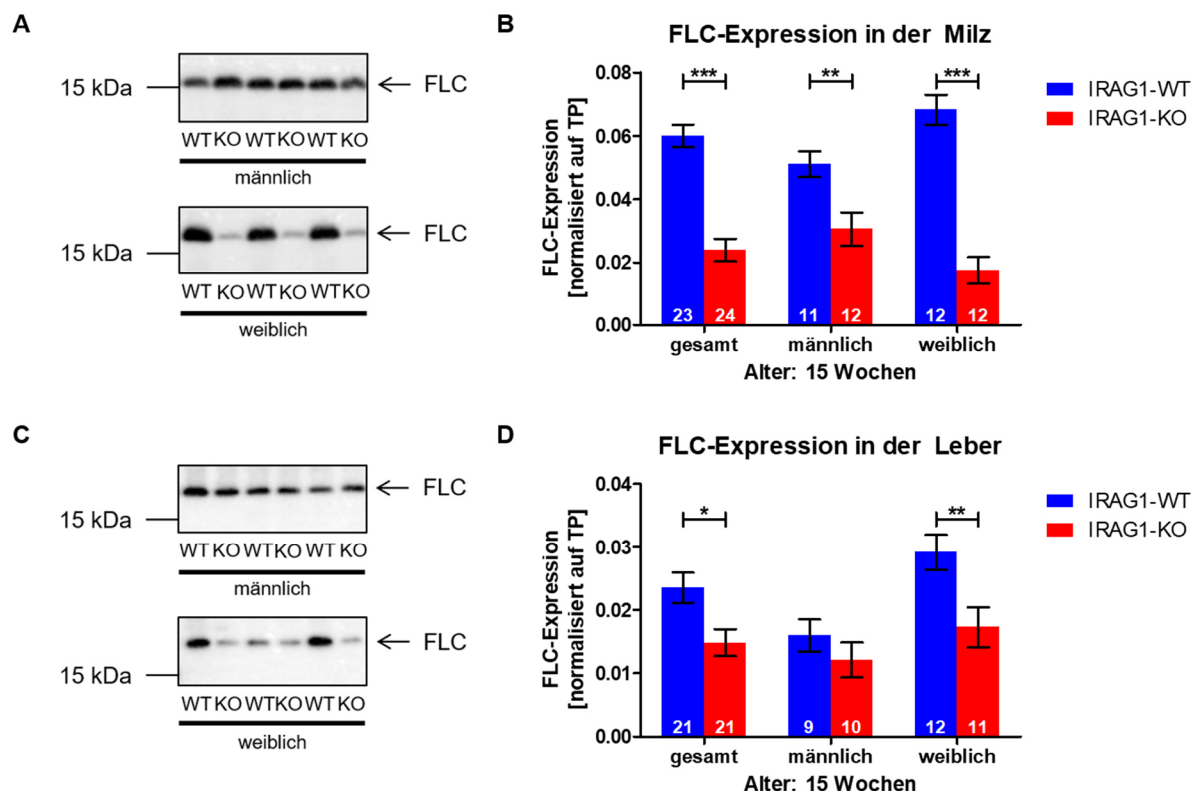 A
15 kDa
FLC
WT KO WT KO WT KO
männlich
15 kDa
FLC
WT KO WT KO WT KO
weiblich
B
FLC-Expression in der Milz
FLC-Expression
[normalisiert auf TP]
0.08
0.06
0.04
0.02
0.00
*** ** ***
23 24 11 12 12 12
gesamt männlich weiblich
Alter: 15 Wochen
IRAG1-WT
IRAG1-KO
C
15 kDa
FLC
WT KO WT KO WT KO
männlich
15 kDa
FLC
WT KO WT KO WT KO
weiblich
D
FLC-Expression in der Leber
FLC-Expression
[normalisiert auf TP]
0.04
0.03
0.02
0.01
0.00
* **
21 21 9 10 12 11
gesamt männlich weiblich
Alter: 15 Wochen
IRAG1-WT
IRAG1-KO